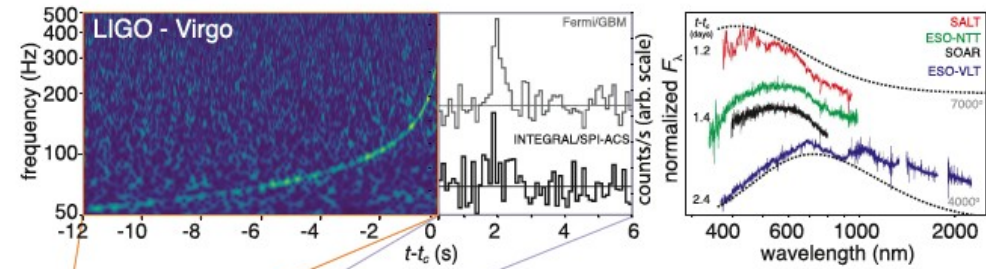 LIGO - Virgo
frequency (Hz)
500
400
300
200
100
50
-12 -10 -8 -6 -4 -2 0 2 4 6
t-tc (s)
Fermi/GBM
INTEGRAL/SPI-ACS
counts/s (arb. scale)
normalized Fλ
t-tc
(days)
1.2
1.4
2.4
SALT
ESO-NTT
SOAR
ESO-VLT
7000°
4000°
400 600 1000 2000
wavelength (nm)